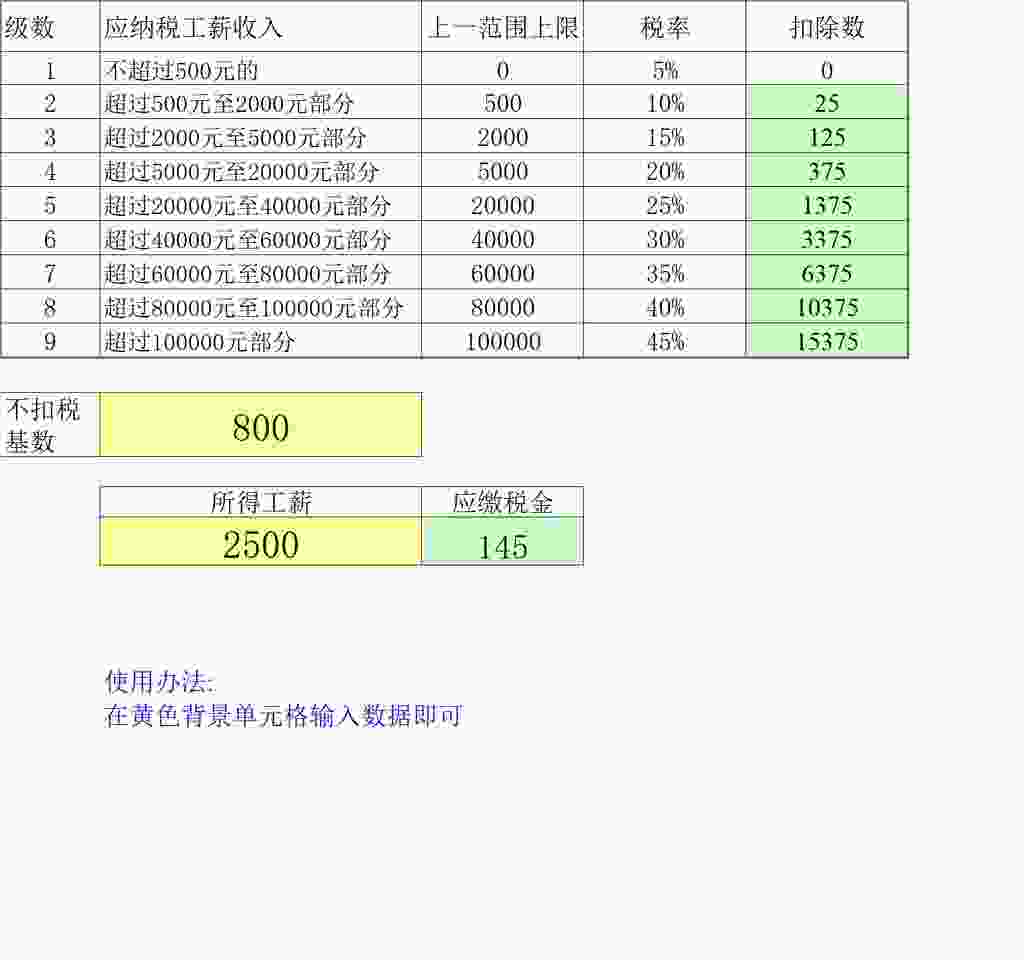 级数 应纳税工薪收入 上一范围上限 税率 扣除数
1 不超过500元的 0 5% 0
2 超过500元至2000元部分 500 10% 25
3 超过2000元至5000元部分 2000 15% 125
4 超过5000元至20000元部分 5000 20% 375
5 超过20000元至40000元部分 20000 25% 1375
6 超过40000元至60000元部分 40000 30% 3375
7 超过60000元至80000元部分 60000 35% 6375
8 超过80000元至100000元部分 80000 40% 10375
9 超过100000元部分 100000 45% 15375
不扣税
基数
800
所得工薪 应缴税金
2500 145
使用办法:
在黄色背景单元格输入数据即可